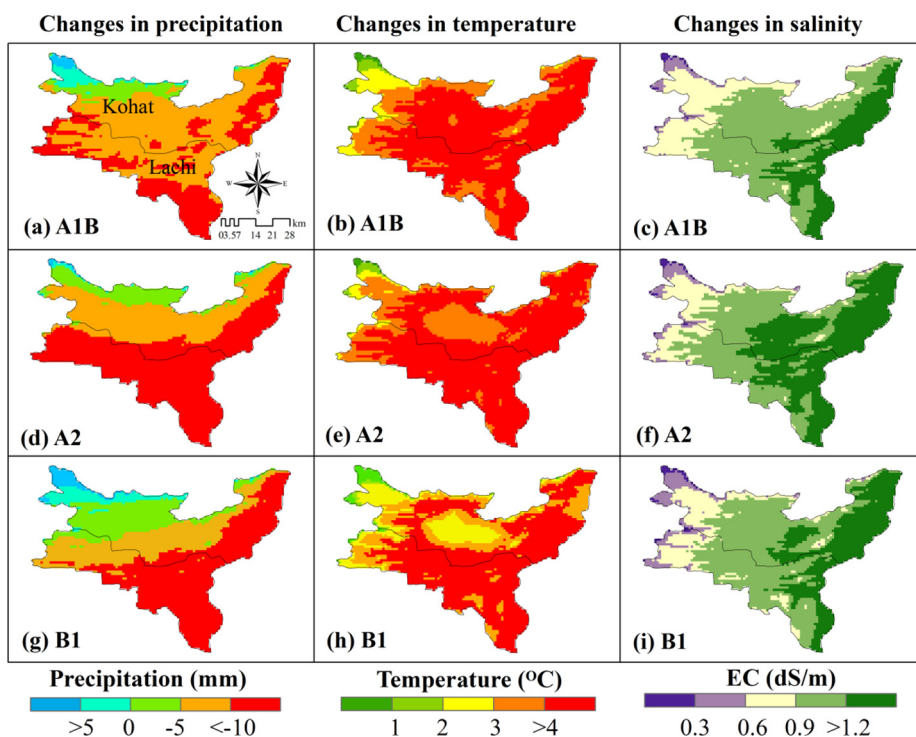 Changes in precipitation
Changes in temperature
Changes in salinity
Kohat
Lachi
N
W E
S
km
03.57 14 21 28
(a) A1B
(b) A1B
(c) A1B
(d) A2
(e) A2
(f) A2
(g) B1
(h) B1
(i) B1
Precipitation (mm)
>5 0 -5 <-10
Temperature (OC)
1 2 3 >4
EC (dS/m)
0.3 0.6 0.9 >1.2